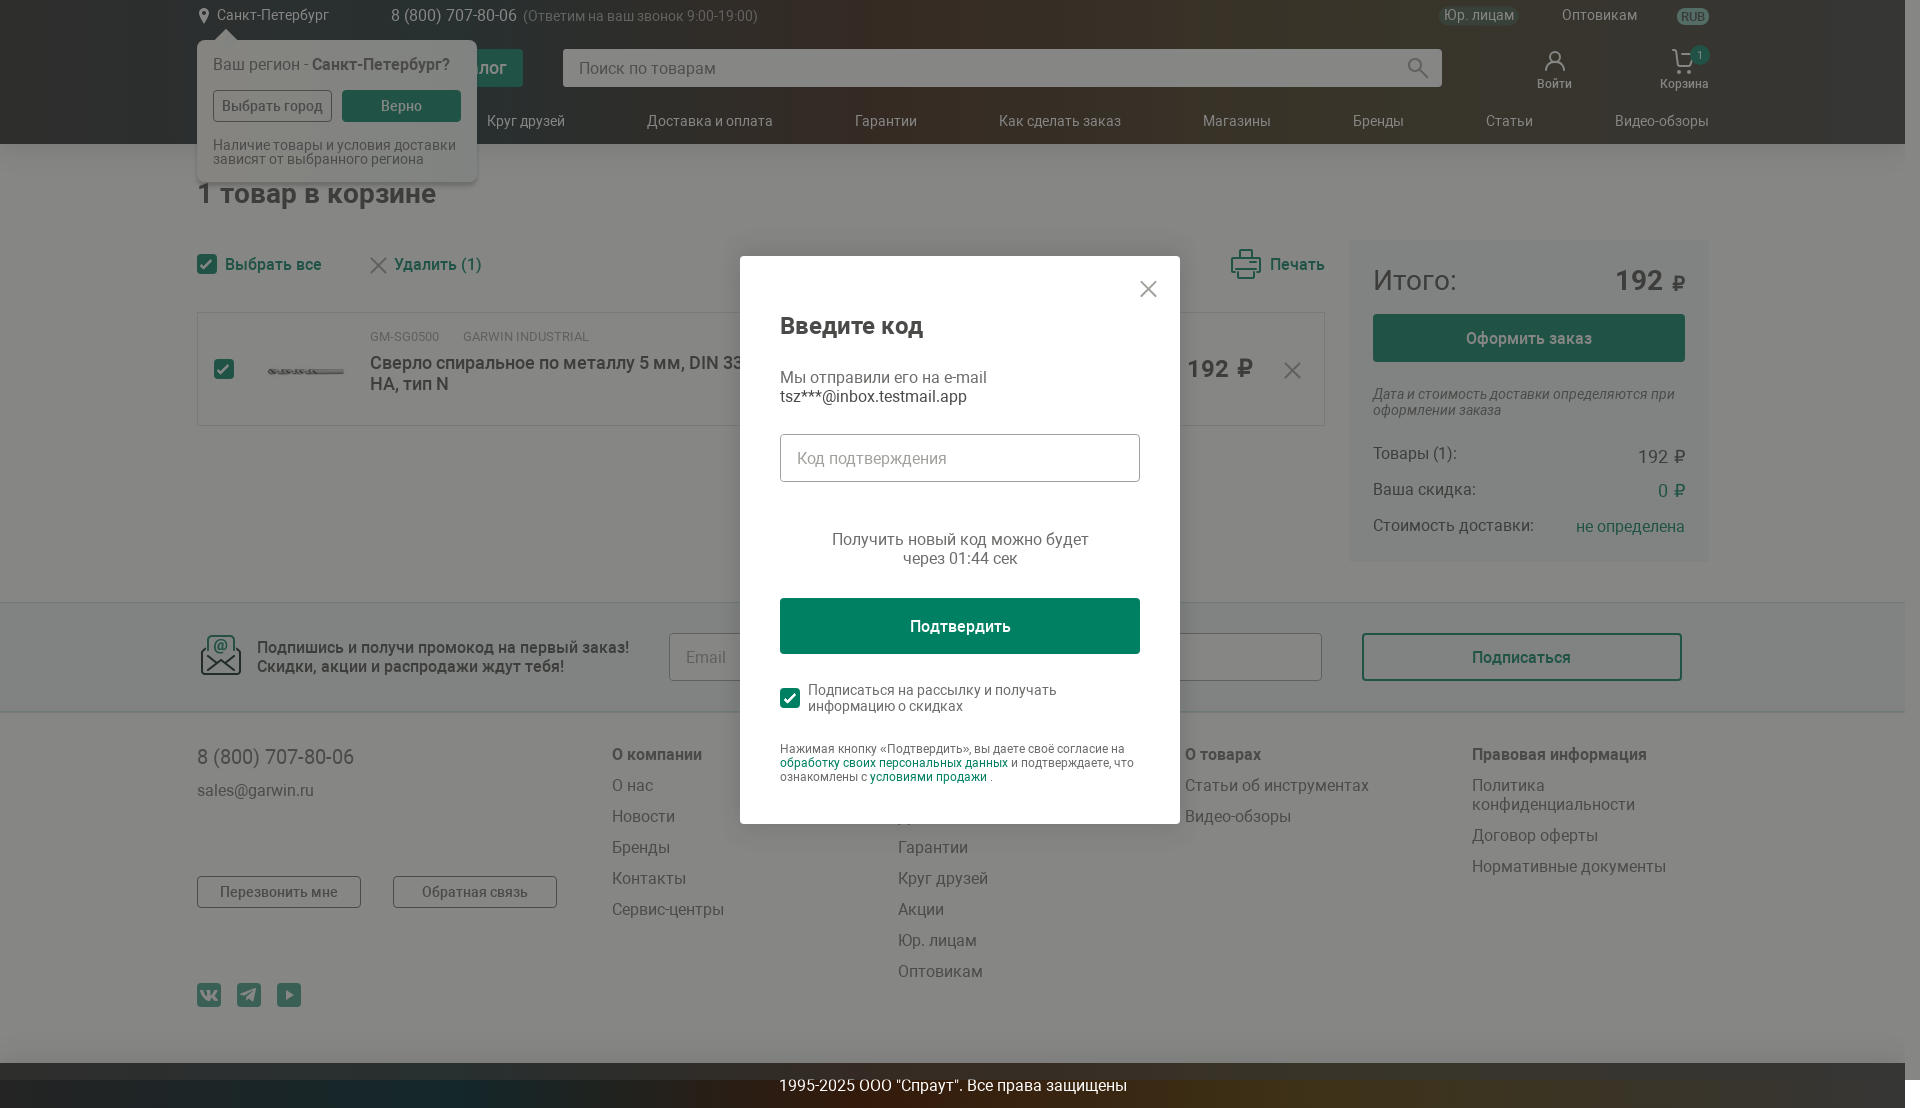 Санкт-Петербург
8 (800) 707-80-06 (Ответим на ваш звонок 9:00-19:00)
Юр. лицам
Оптовикам
RUB
Ваш регион - Санкт-Петербург?
Выбрать город
Верно
Наличие товары и условия доставки
зависят от выбранного региона
Поиск по товарам
1
Войти
Корзина
Круг друзей
Доставка и оплата
Гарантии
Как сделать заказ
Магазины
Бренды
Статьи
Видео-обзоры
1 товар в корзине
Выбрать все
Удалить (1)
Печать
GM-SG0500
GARWIN INDUSTRIAL
Сверло спиральное по металлу 5 мм, DIN 33
HA, тип N
192 ₽
Итого:
192 ₽
Оформить заказ
Дата и стоимость доставки определяются при
оформлении заказа
Товары (1):
192 ₽
Ваша скидка:
0 ₽
Стоимость доставки:
не определена
Введите код
Мы отправили его на e-mail
tsz***@inbox.testmail.app
Код подтверждения
Получить новый код можно будет
через 01:44 сек
Подтвердить
Подписаться на рассылку и получать
информацию о скидках
Нажимая кнопку «Подтвердить», вы даете своё согласие на
обработку своих персональных данных и подтверждаете, что
ознакомлены с условиями продажи .
Подпишись и получи промокод на первый заказ!
Скидки, акции и распродажи ждут тебя!
Email
Подписаться
8 (800) 707-80-06
sales@garwin.ru
Перезвонить мне
Обратная связь
О компании
О нас
Новости
Бренды
Контакты
Сервис-центры
Гарантии
Круг друзей
Акции
Юр. лицам
Оптовикам
О товарах
Статьи об инструментах
Видео-обзоры
Правовая информация
Политика
конфиденциальности
Договор оферты
Нормативные документы
1995-2025 ООО "Спраут". Все права защищены